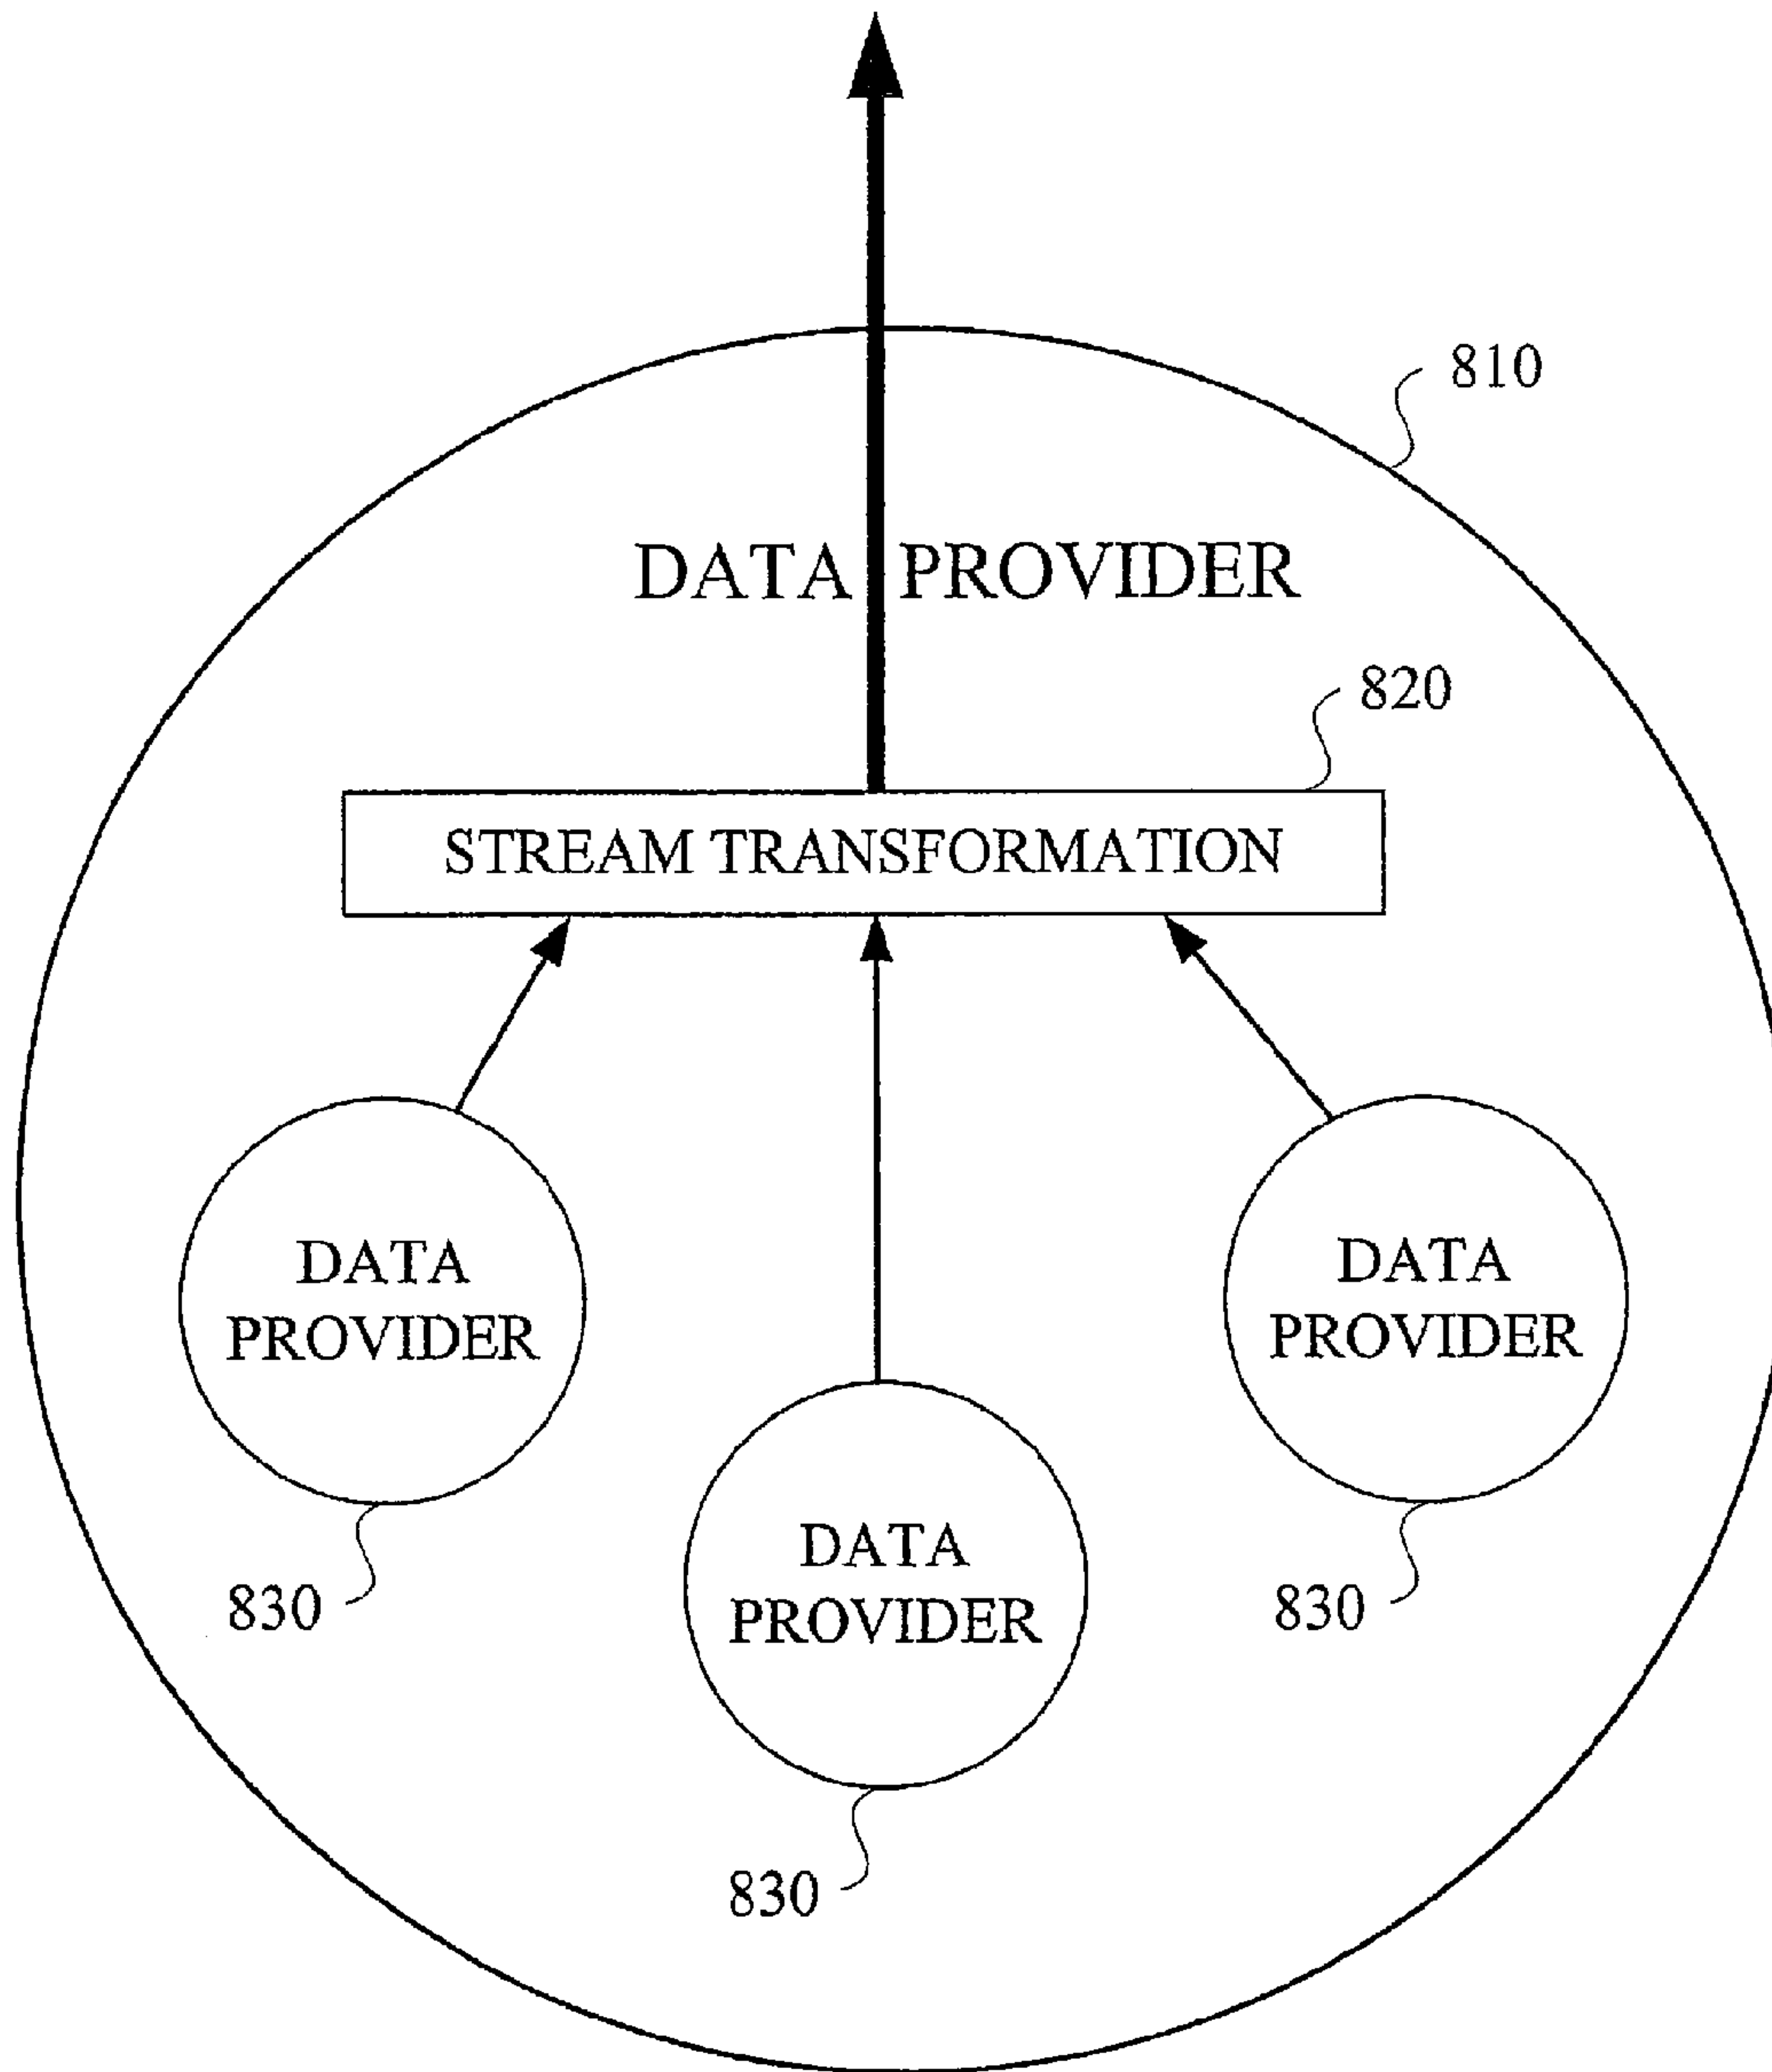 810
DATA PROVIDER
820
STREAM TRANSFORMATION
DATA
PROVIDER
DATA
PROVIDER
DATA
PROVIDER
830
830
830